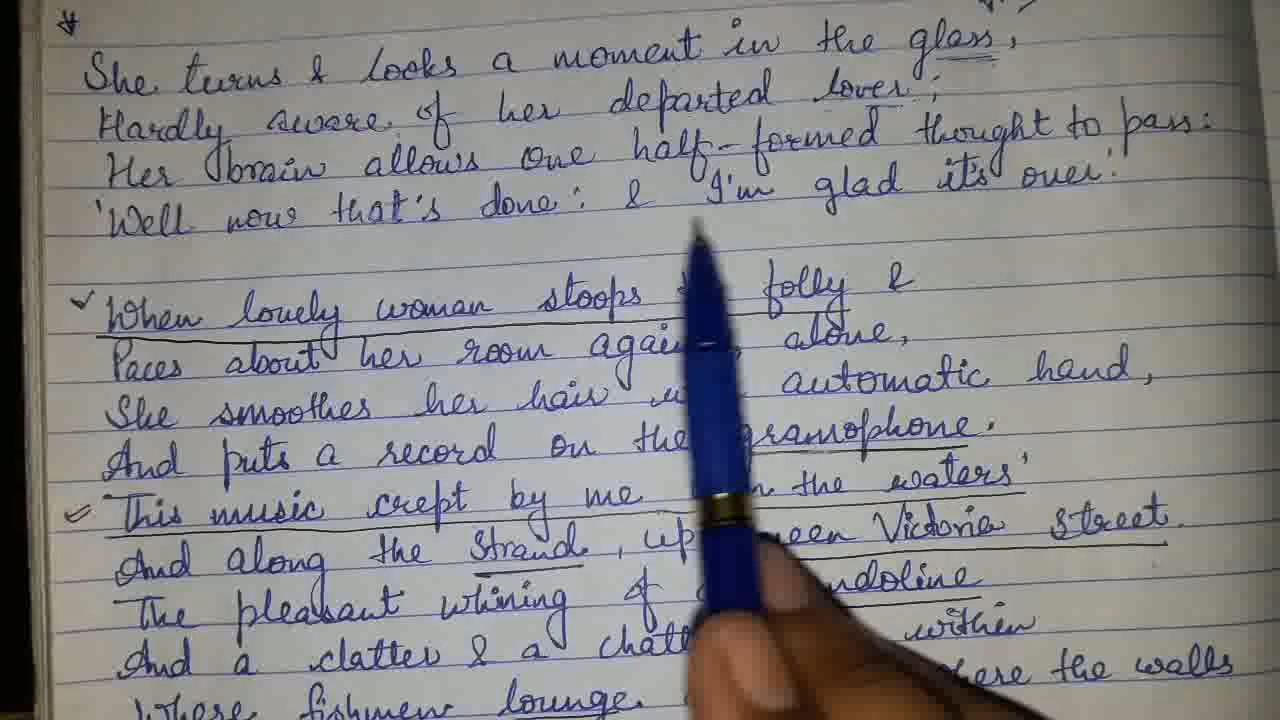 She turns & looks a moment in the glass,
Hardly aware of her departed lover;
Her brain allows one half-formed thought to pass:
'Well now that's done: & I'm glad it's over.'
When lovely woman stoops folly &
Paces about her room again, alone,
She smoothes her hair automatic hand,
And puts a record on the gramophone.
'This music crept by me the waters'
And along the Strand, up Victoria street.
The pleasant whining of
And a clatter & a within
Where fishmen lounge. the walls